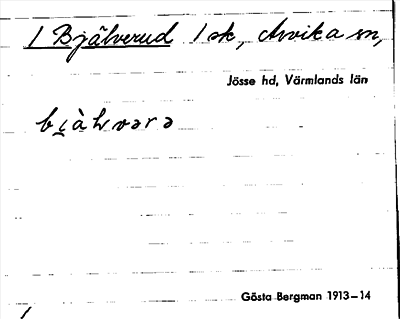 1 Bjälverud 1 sk, Arvika sn,
Jösse hd, Värmlands län
Gösta Bergman 1913–14